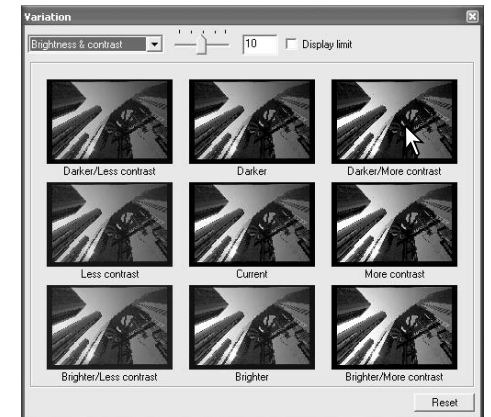 Variation
Brightness & contrast 10 Display limit
Darker/Less contrast Darker Darker/More contrast
Less contrast Current More contrast
Brighter/Less contrast Brighter Brighter/More contrast
Reset